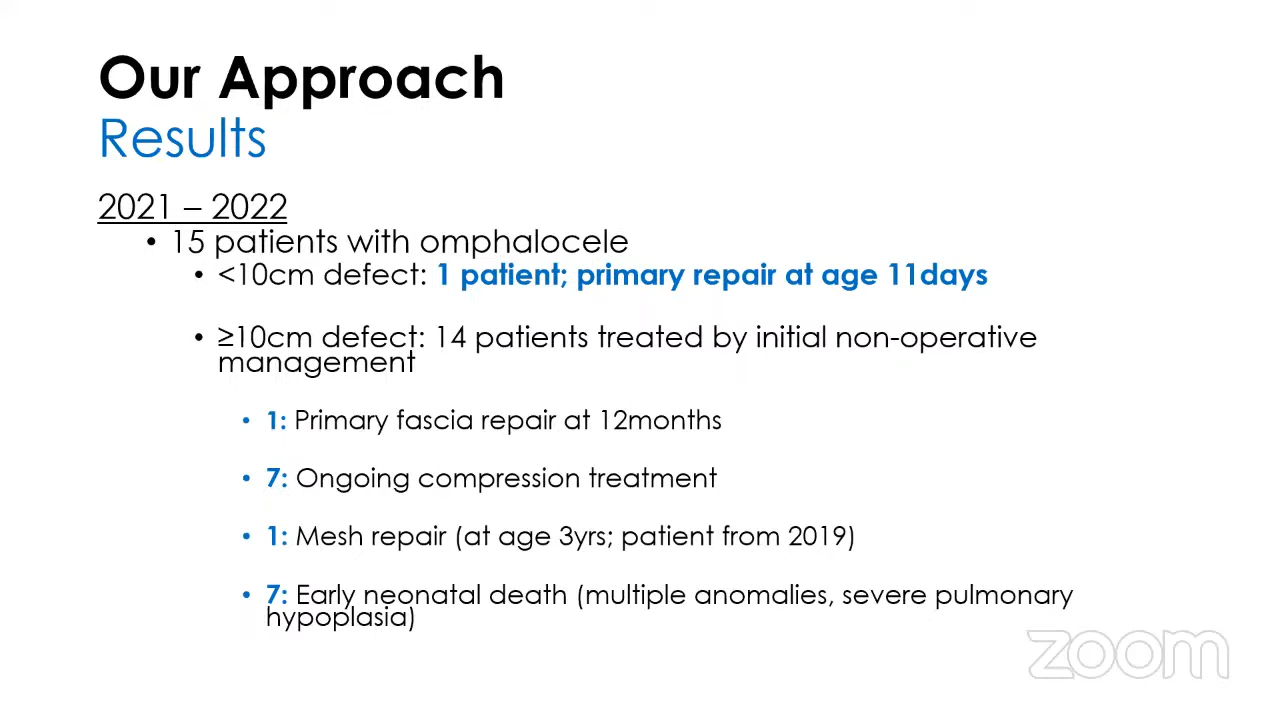 Our Approach
Results
2021 – 2022
• 15 patients with omphalocele
• <10cm defect: 1 patient; primary repair at age 11days
• ≥10cm defect: 14 patients treated by initial non-operative
management
• 1: Primary fascia repair at 12months
• 7: Ongoing compression treatment
• 1: Mesh repair (at age 3yrs; patient from 2019)
• 7: Early neonatal death (multiple anomalies, severe pulmonary
hypoplasia)
zoom